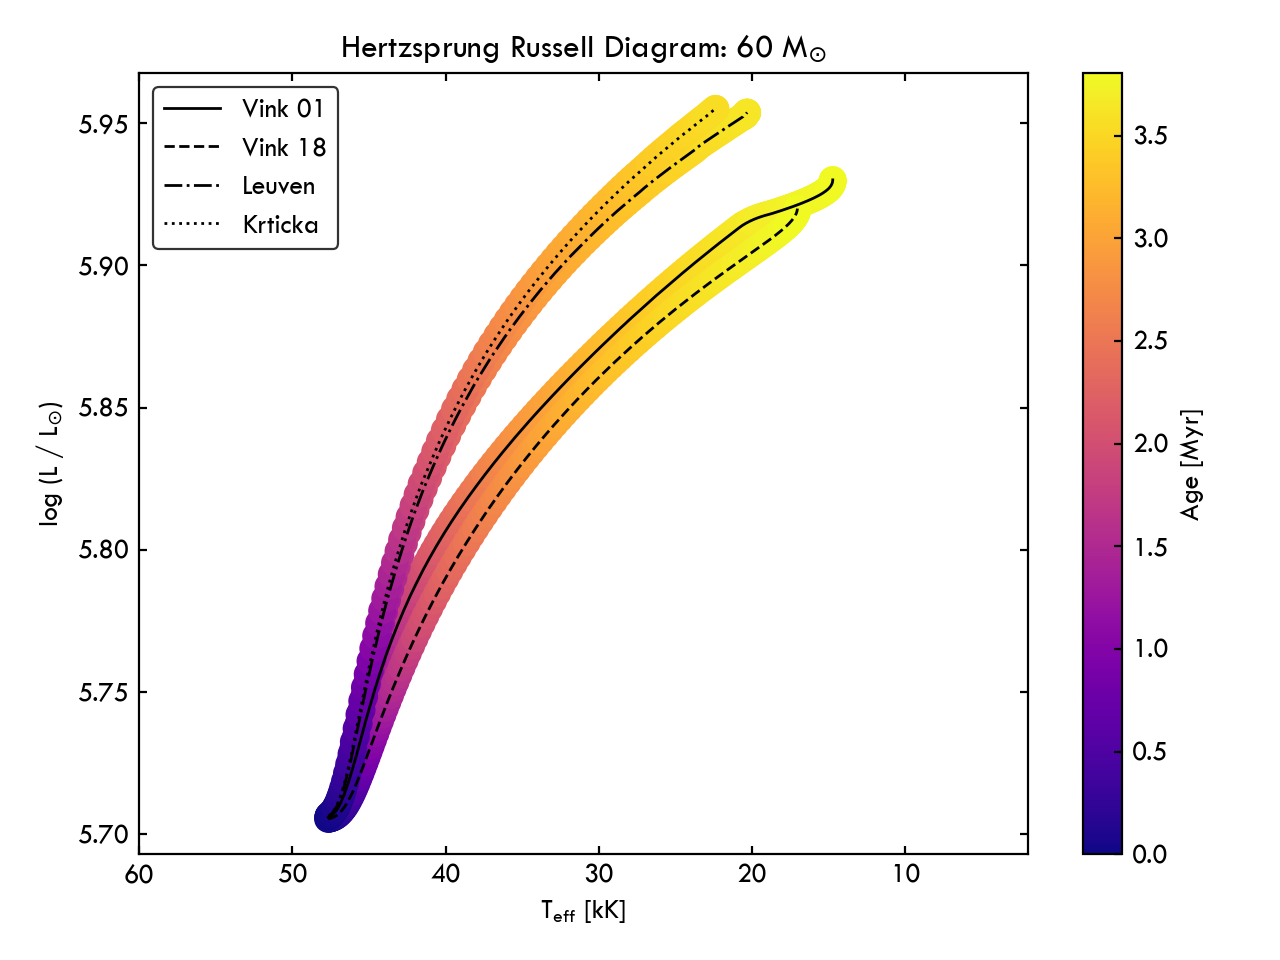 Hertzsprung Russell Diagram: 60 M☉
Vink 01
Vink 18
Leuven
Krticka
5.95
5.90
5.85
5.80
5.75
5.70
log (L / L☉)
60 50 40 30 20 10
T_eff [kK]
3.5
3.0
2.5
2.0
1.5
1.0
0.5
0.0
Age [Myr]